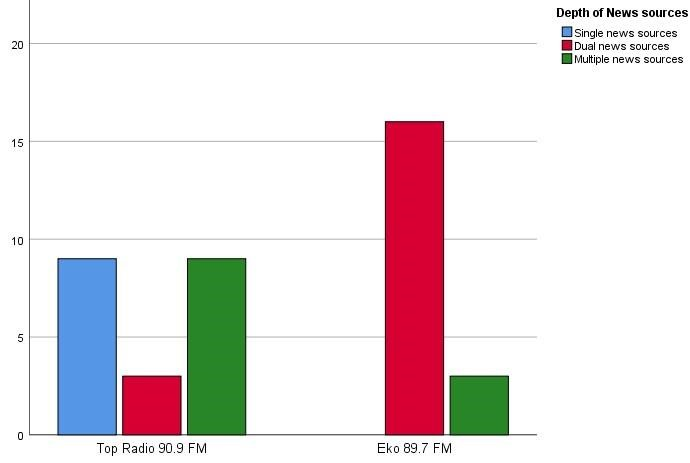 Depth of News sources
Single news sources
Dual news sources
Multiple news sources
20
15
10
5
0
Top Radio 90.9 FM
Eko 89.7 FM